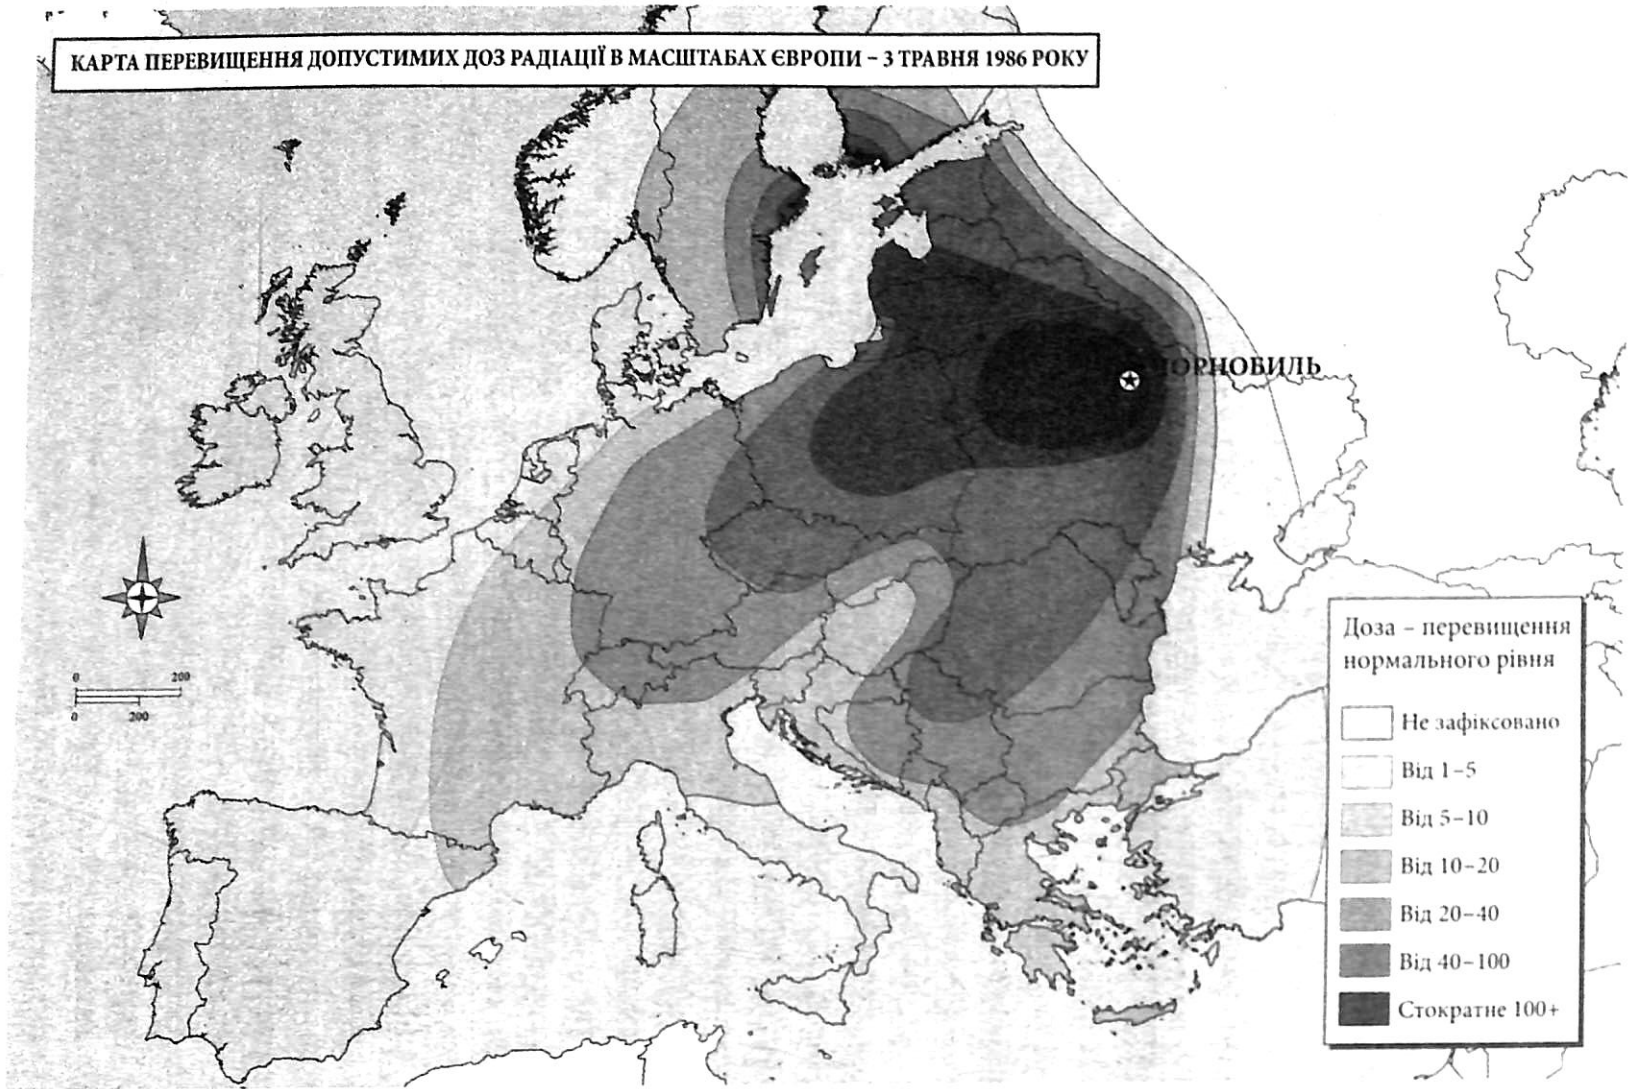 КАРТА ПЕРЕВИЩЕННЯ ДОПУСТИМИХ ДОЗ РАДІАЦІЇ В МАСШТАБАХ ЄВРОПИ – 3 ТРАВНЯ 1986 РОКУ
ЧОРНОБИЛЬ
0 200
0 200
Доза – перевищення
нормального рівня
Не зафіксовано
Від 1–5
Від 5–10
Від 10–20
Від 20–40
Від 40–100
Стократне 100+